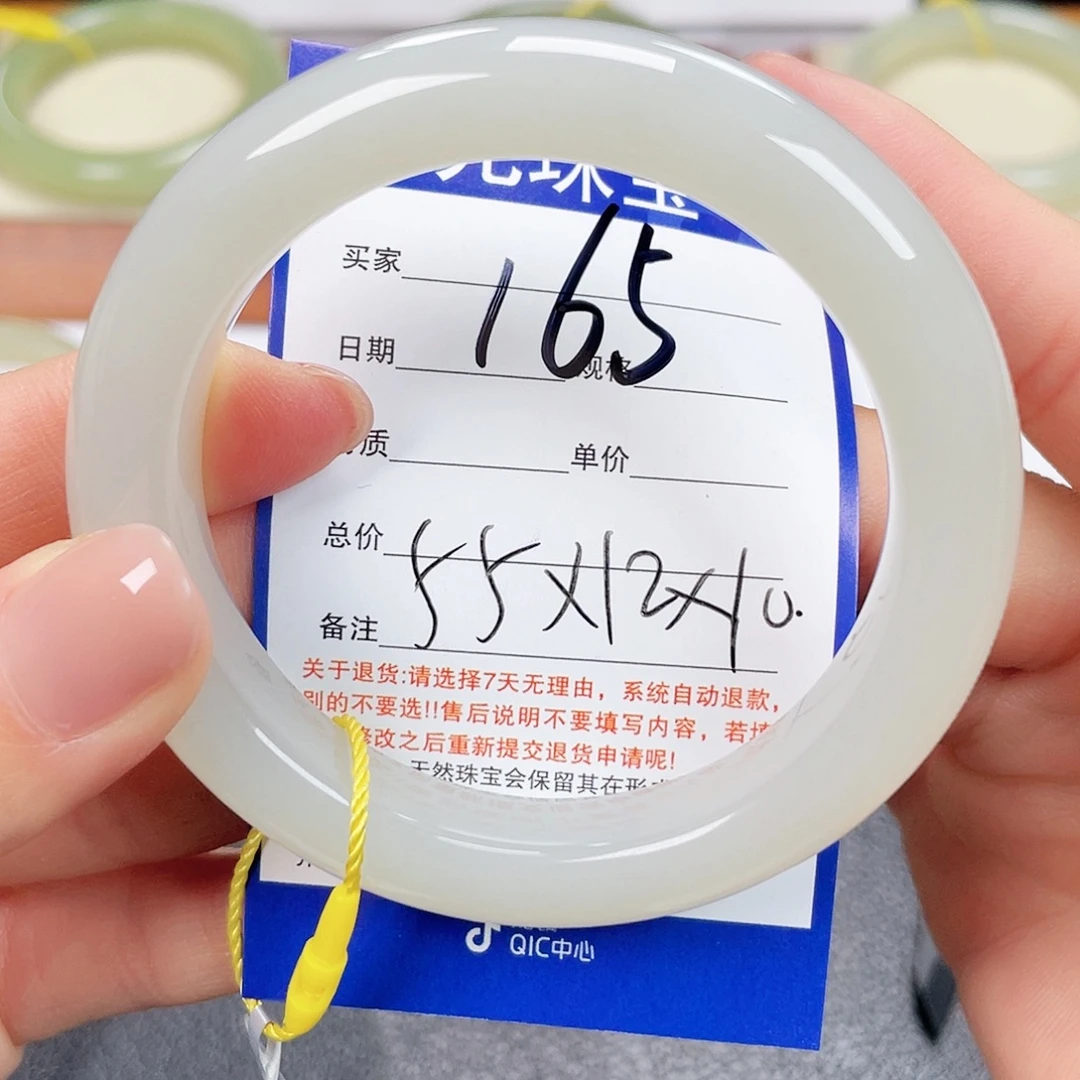 珠宝
买家
165
日期 规格
质 单价
总价
55X12X10.
备注
关于退货:请选择7天无理由，系统自动退款，
别的不要选!!售后说明不要填写内容，若填
修改之后重新提交退货申请呢!
天然珠宝会保留其在形
QIC中心